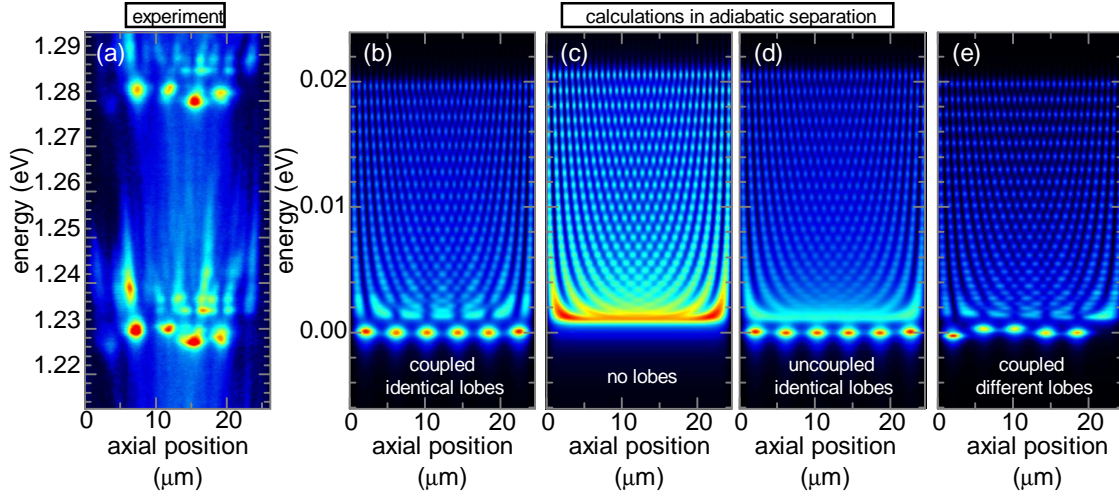 experiment
calculations in adiabatic separation
(a)
(b)
(c)
(d)
(e)
energy (eV)
1.29
1.28
1.27
1.26
1.25
1.24
1.23
1.22
0 10 20
axial position
(μm)
energy (eV)
0.02
0.01
0.00
coupled
identical lobes
0 10 20
axial position
(μm)
no lobes
0 10 20
axial position
(μm)
uncoupled
identical lobes
0 10 20
axial position
(μm)
coupled
different lobes
0 10 20
axial position
(μm)